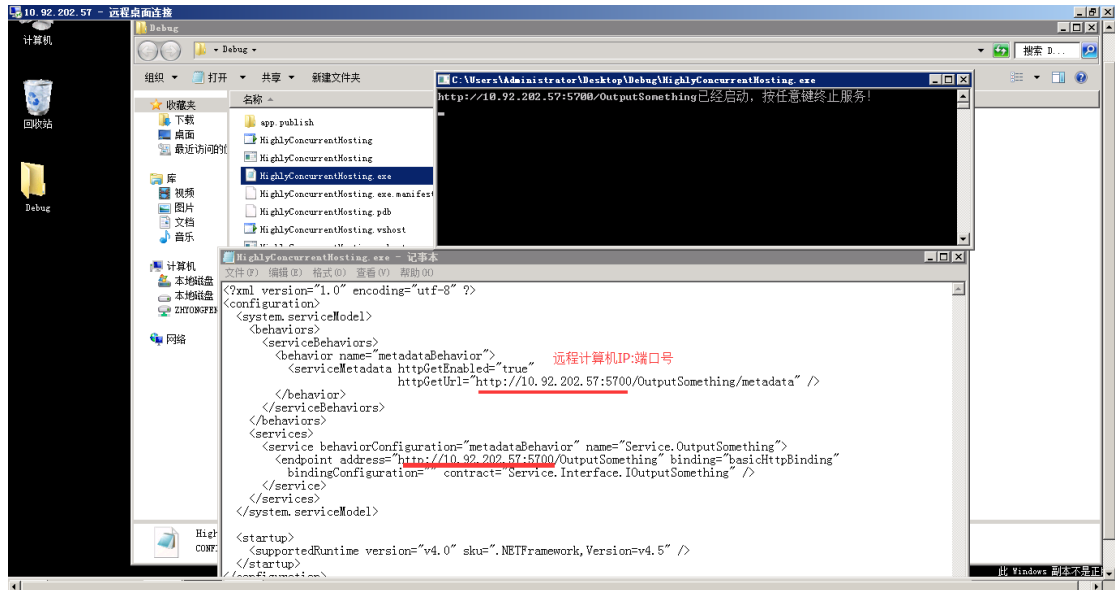 10.92.202.57 - 远程桌面连接
计算机
回收站
Debug
Debug
Debug
搜索 D...
组织 打开 共享 新建文件夹
收藏夹
下载
桌面
最近访问的位
库
视频
图片
文档
音乐
计算机
本地磁盘
本地磁盘
ZHYONGFEN
网络
名称
app.publish
HighlyConcurrentHosting
HighlyConcurrentHosting
HighlyConcurrentHosting.exe
HighlyConcurrentHosting.exe.manifest
HighlyConcurrentHosting.pdb
HighlyConcurrentHosting.vshost
C:\Users\Administrator\Desktop\Debug\HighlyConcurrentHosting.exe
http://10.92.202.57:5700/OutputSomething已经启动，按任意键终止服务！
HighlyConcurrentHosting.exe - 记事本
文件(F) 编辑(E) 格式(O) 查看(V) 帮助(H)
<?xml version="1.0" encoding="utf-8" ?>
<configuration>
<system.serviceModel>
<behaviors>
<serviceBehaviors>
<behavior name="metadataBehavior">
远程计算机IP:端口号
<serviceMetadata httpGetEnabled="true"
httpGetUrl="http://10.92.202.57:5700/OutputSomething/metadata" />
</behavior>
</serviceBehaviors>
</behaviors>
<services>
<service behaviorConfiguration="metadataBehavior" name="Service.OutputSomething">
<endpoint address="http://10.92.202.57:5700/OutputSomething" binding="basicHttpBinding"
bindingConfiguration="" contract="Service.Interface.IOutputSomething" />
</service>
</services>
</system.serviceModel>
<startup>
<supportedRuntime version="v4.0" sku=".NETFramework,Version=v4.5" />
</startup>
</configuration>
High
CONF
此 Windows 副本不是正